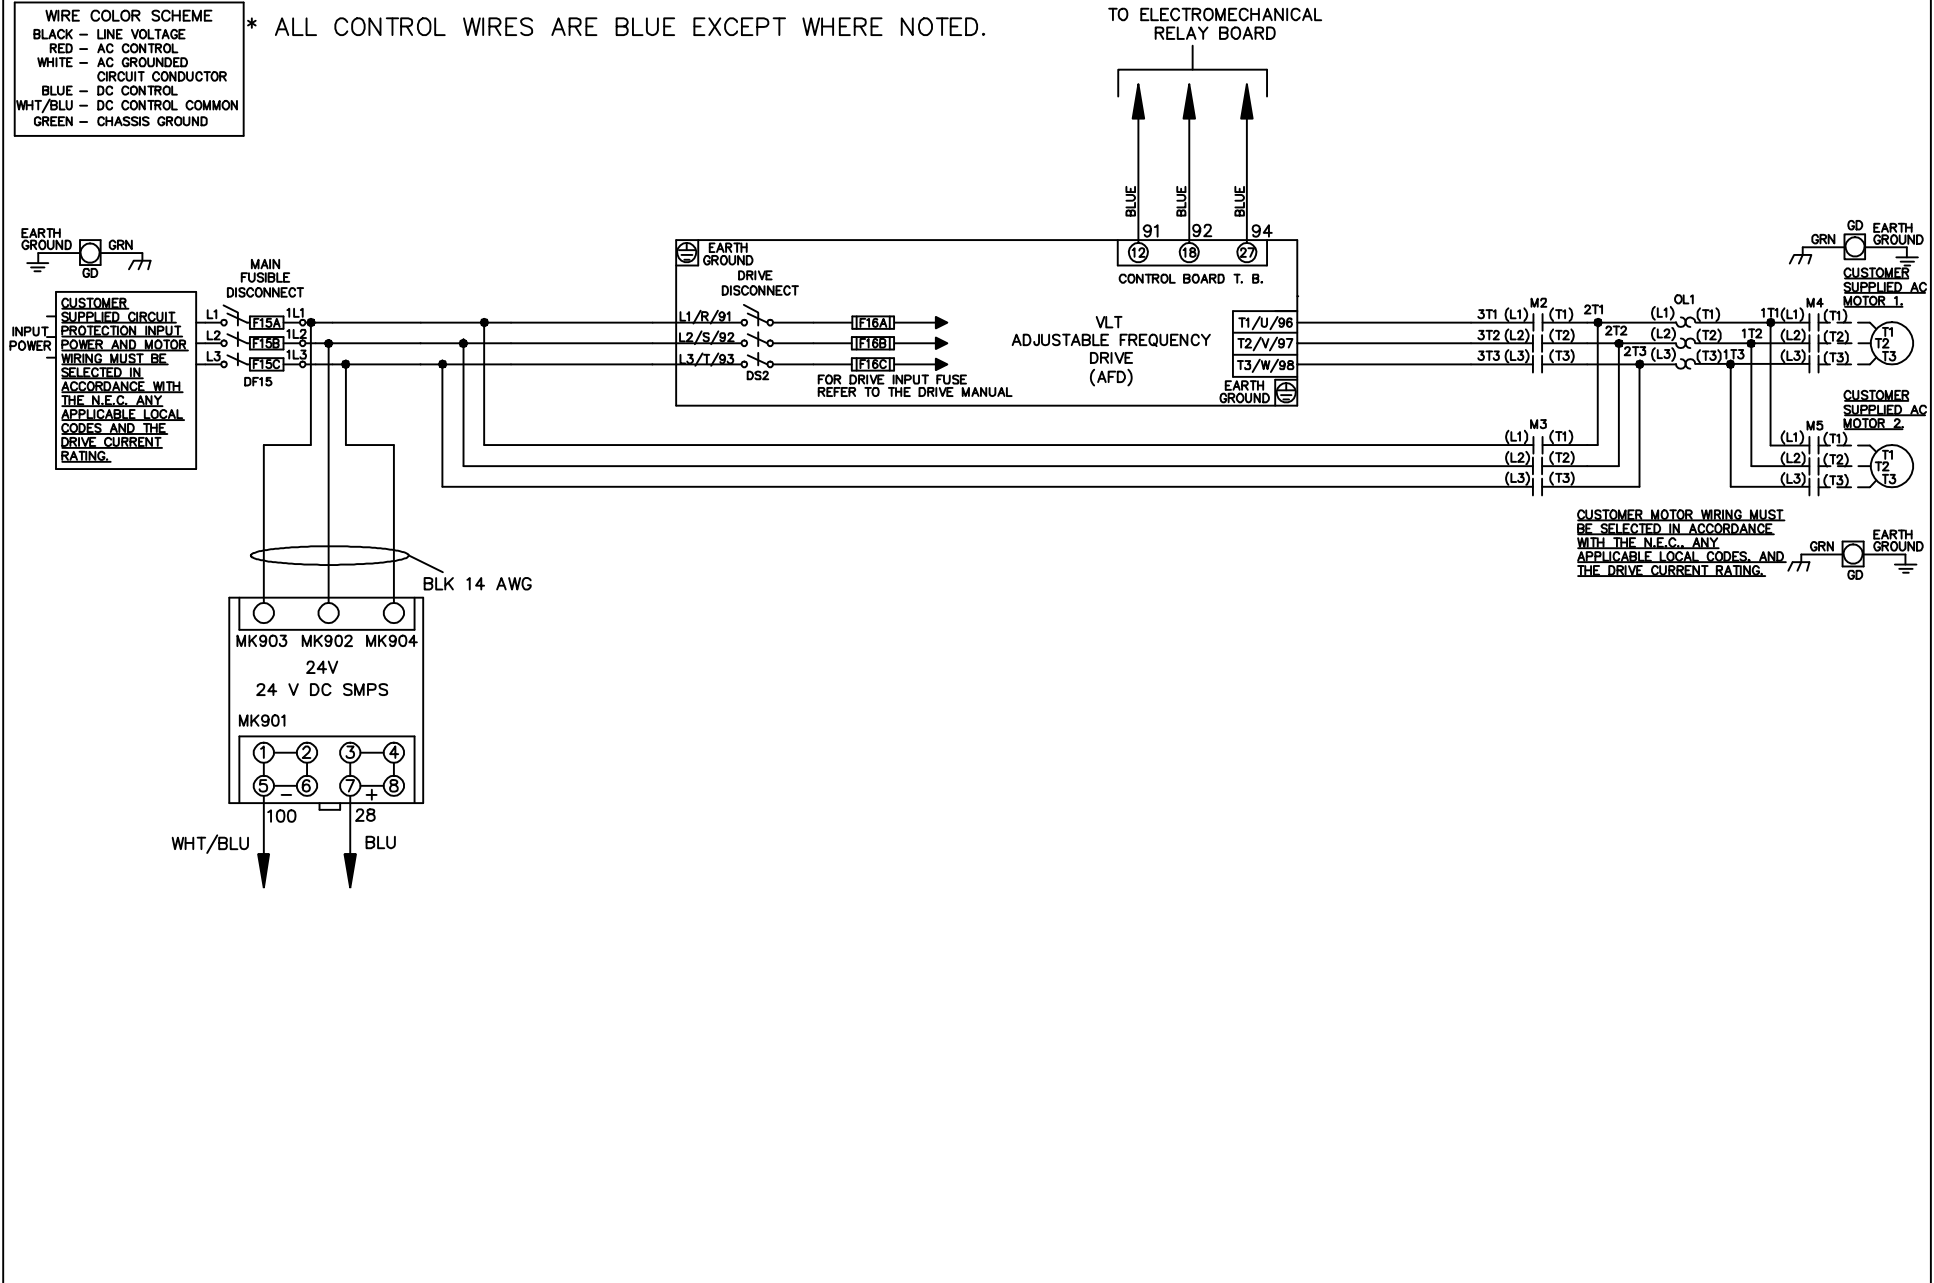 WIRE COLOR SCHEME
BLACK – LINE VOLTAGE
RED – AC CONTROL
WHITE – AC GROUNDED
CIRCUIT CONDUCTOR
BLUE – DC CONTROL
WHT/BLU – DC CONTROL COMMON
GREEN – CHASSIS GROUND
* ALL CONTROL WIRES ARE BLUE EXCEPT WHERE NOTED.
TO ELECTROMECHANICAL
RELAY BOARD
BLUE
BLUE
BLUE
91 92 94
12 18 27
CONTROL BOARD T. B.
EARTH
GROUND
GRN
GD
INPUT
POWER
CUSTOMER
SUPPLIED CIRCUIT
PROTECTION INPUT
POWER AND MOTOR
WIRING MUST BE
SELECTED IN
ACCORDANCE WITH
THE N.E.C. ANY
APPLICABLE LOCAL
CODES AND THE
DRIVE CURRENT
RATING.
MAIN
FUSIBLE
DISCONNECT
L1 F15A 1L1
L2 F15B 1L2
L3 F15C 1L3
DF15
EARTH
GROUND
DRIVE
DISCONNECT
L1/R/91
L2/S/92
L3/T/93
DS2
F16A
F16B
F16C
FOR DRIVE INPUT FUSE
REFER TO THE DRIVE MANUAL
VLT
ADJUSTABLE FREQUENCY
DRIVE
(AFD)
T1/U/96
T2/V/97
T3/W/98
EARTH
GROUND
M2
3T1 (L1) (T1) 2T1
3T2 (L2) (T2) 2T2
3T3 (L3) (T3) 2T3
M3
(L1) (T1)
(L2) (T2)
(L3) (T3)
OL1
(L1) (T1) 1T1
(L2) (T2) 1T2
(L3) (T3) 1T3
M4
(L1) (T1)
(L2) (T2)
(L3) (T3)
T1
T2
T3
GD
GRN
EARTH
GROUND
CUSTOMER
SUPPLIED AC
MOTOR 1.
CUSTOMER
SUPPLIED AC
MOTOR 2.
M5
(L1) (T1)
(L2) (T2)
(L3) (T3)
T1
T2
T3
CUSTOMER MOTOR WIRING MUST
BE SELECTED IN ACCORDANCE
WITH THE N.E.C., ANY
APPLICABLE LOCAL CODES, AND
THE DRIVE CURRENT RATING.
GRN
GD
EARTH
GROUND
BLK 14 AWG
MK903 MK902 MK904
24V
24 V DC SMPS
MK901
1 2 3 4
5 6 7 8
– +
100 28
WHT/BLU BLU